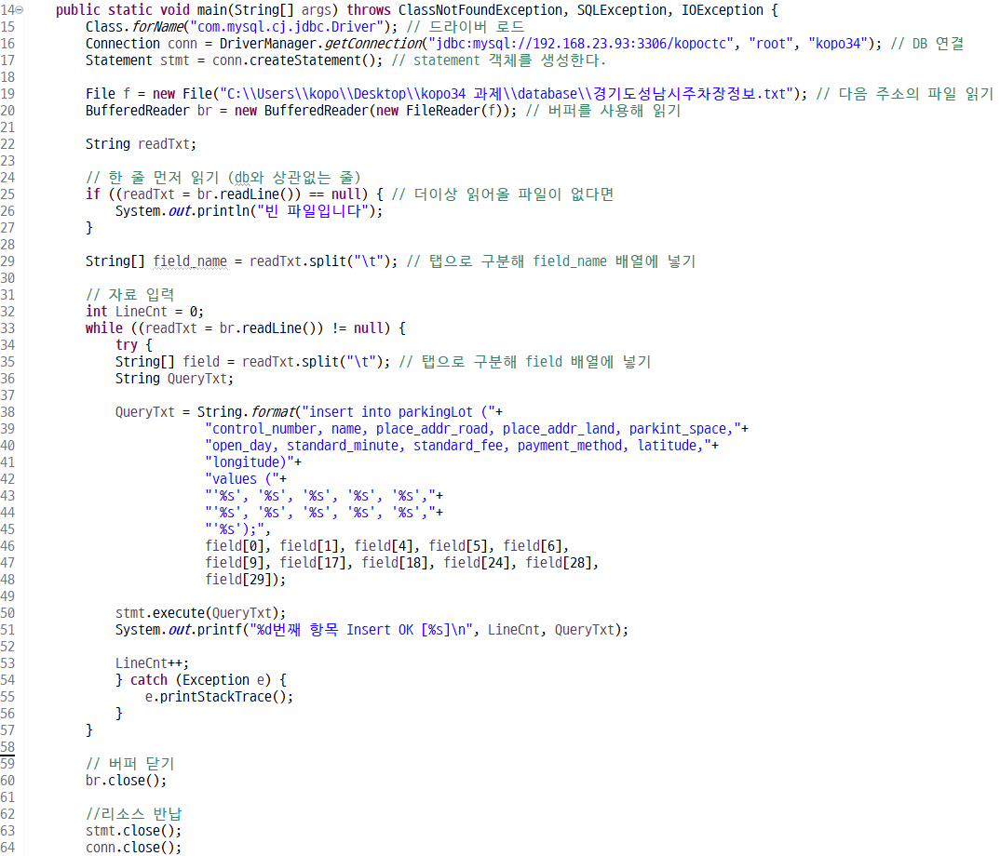 14 public static void main(String[] args) throws ClassNotFoundException, SQLException, IOException {
15 Class.forName("com.mysql.cj.jdbc.Driver"); // 드라이버 로드
16 Connection conn = DriverManager.getConnection("jdbc:mysql://192.168.23.93:3306/kopoctc", "root", "kopo34"); // DB 연결
17 Statement stmt = conn.createStatement(); // statement 객체를 생성한다.
18
19 File f = new File("C:\\Users\\kopo\\Desktop\\kopo34 과제\\database\\경기도성남시주차장정보.txt"); // 다음 주소의 파일 읽기
20 BufferedReader br = new BufferedReader(new FileReader(f)); // 버퍼를 사용해 읽기
21
22 String readTxt;
23
24 // 한 줄 먼저 읽기 (db와 상관없는 줄)
25 if ((readTxt = br.readLine()) == null) { // 더이상 읽어올 파일이 없다면
26 System.out.println("빈 파일입니다");
27 }
28
29 String[] field_name = readTxt.split("\t"); // 탭으로 구분해 field_name 배열에 넣기
30
31 // 자료 입력
32 int LineCnt = 0;
33 while ((readTxt = br.readLine()) != null) {
34 try {
35 String[] field = readTxt.split("\t"); // 탭으로 구분해 field 배열에 넣기
36 String QueryTxt;
37
38 QueryTxt = String.format("insert into parkingLot ("+
39 "control_number, name, place_addr_road, place_addr_land, parkint_space,"+
40 "open_day, standard_minute, standard_fee, payment_method, latitude,"+
41 "longitude)"+
42 "values ("+
43 "'%s', '%s', '%s', '%s', '%s',"+
44 "'%s', '%s', '%s', '%s', '%s',"+
45 "'%s');",
46 field[0], field[1], field[4], field[5], field[6],
47 field[9], field[17], field[18], field[24], field[28],
48 field[29]);
49
50 stmt.execute(QueryTxt);
51 System.out.printf("%d번째 항목 Insert OK [%s]\n", LineCnt, QueryTxt);
52
53 LineCnt++;
54 } catch (Exception e) {
55 e.printStackTrace();
56 }
57 }
58
59 // 버퍼 닫기
60 br.close();
61
62 //리소스 반납
63 stmt.close();
64 conn.close();